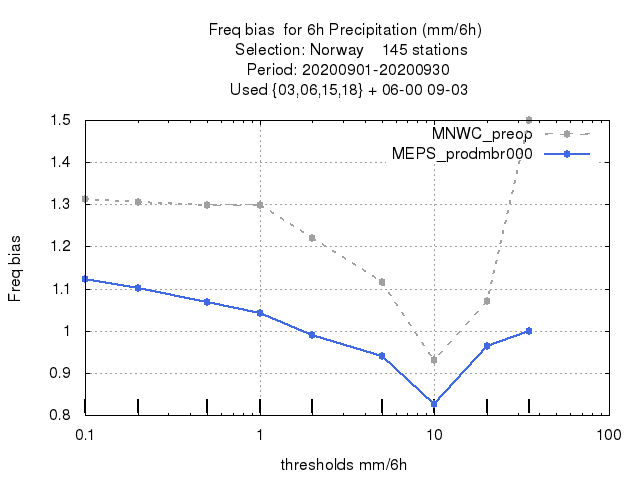 Freq bias  for 6h Precipitation (mm/6h)
Selection: Norway    145 stations
Period: 20200901-20200930
Used {03,06,15,18} + 06-00 09-03
MNWC_preop
MEPS_prodmbr000
Freq bias
1.5
1.4
1.3
1.2
1.1
1
0.9
0.8
0.1 1 10 100
thresholds mm/6h